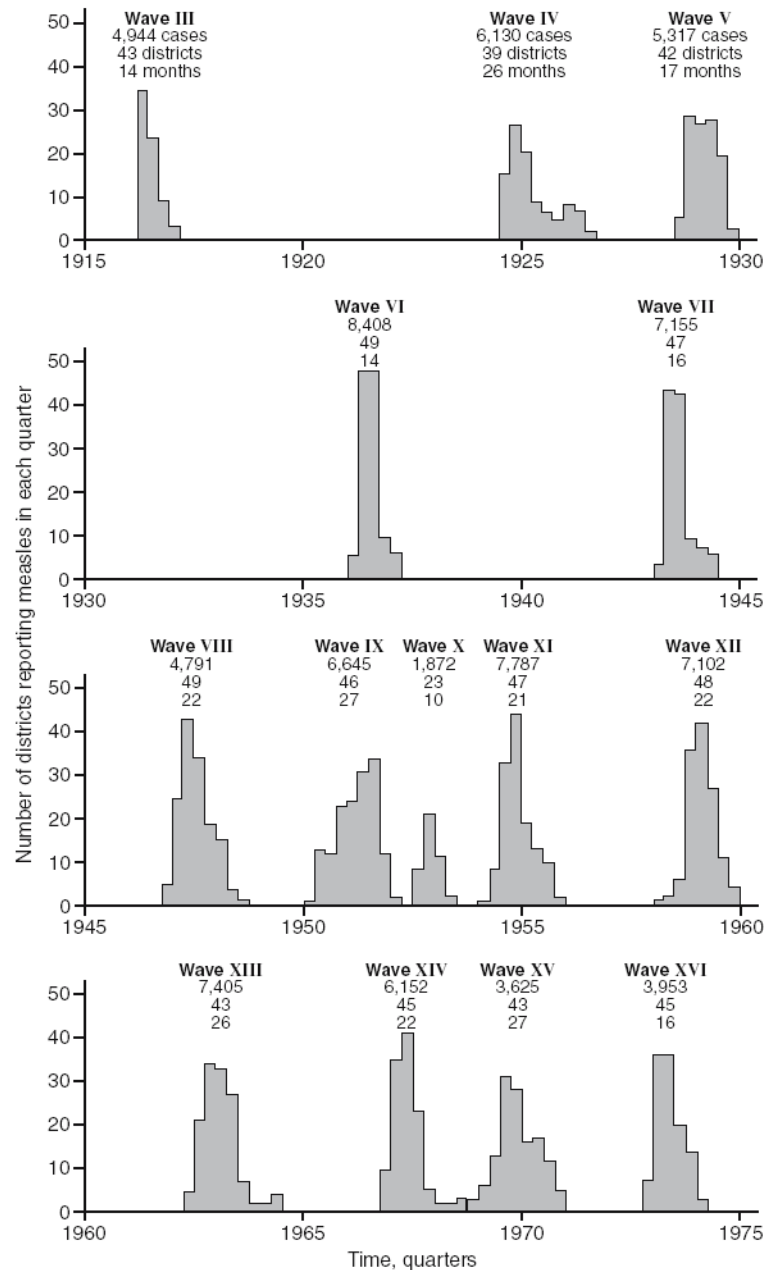 Number of districts reporting measles in each quarter
50
40
30
20
10
0
Wave III
4,944 cases
43 districts
14 months
Wave IV
6,130 cases
39 districts
26 months
Wave V
5,317 cases
42 districts
17 months
1915
1920
1925
1930
50
40
30
20
10
0
Wave VI
8,408
49
14
Wave VII
7,155
47
16
1930
1935
1940
1945
50
40
30
20
10
0
Wave VIII
4,791
49
22
Wave IX
6,645
46
27
Wave X
1,872
23
10
Wave XI
7,787
47
21
Wave XII
7,102
48
22
1945
1950
1955
1960
50
40
30
20
10
0
Wave XIII
7,405
43
26
Wave XIV
6,152
45
22
Wave XV
3,625
43
27
Wave XVI
3,953
45
16
1960
1965
1970
1975
Time, quarters